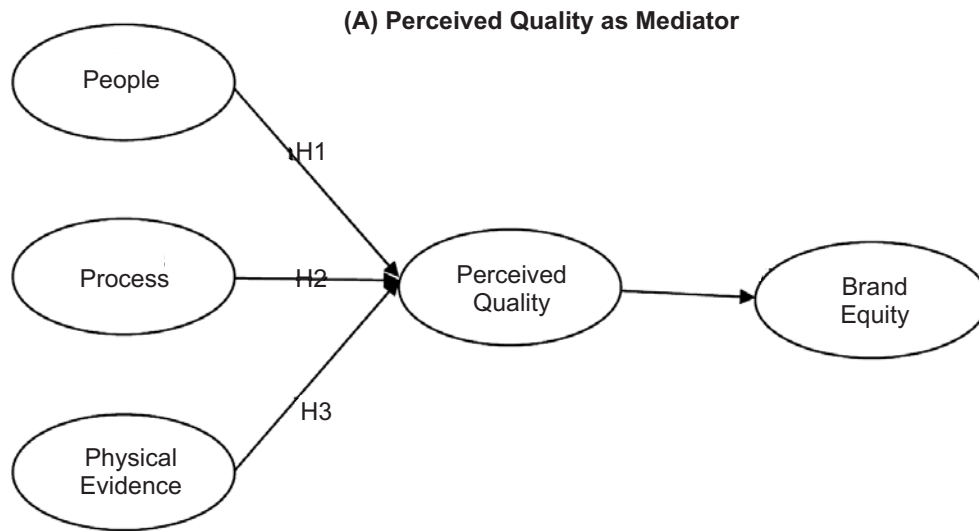 (A) Perceived Quality as Mediator
People
H1
Process
H2
Perceived
Quality
Brand
Equity
H3
Physical
Evidence